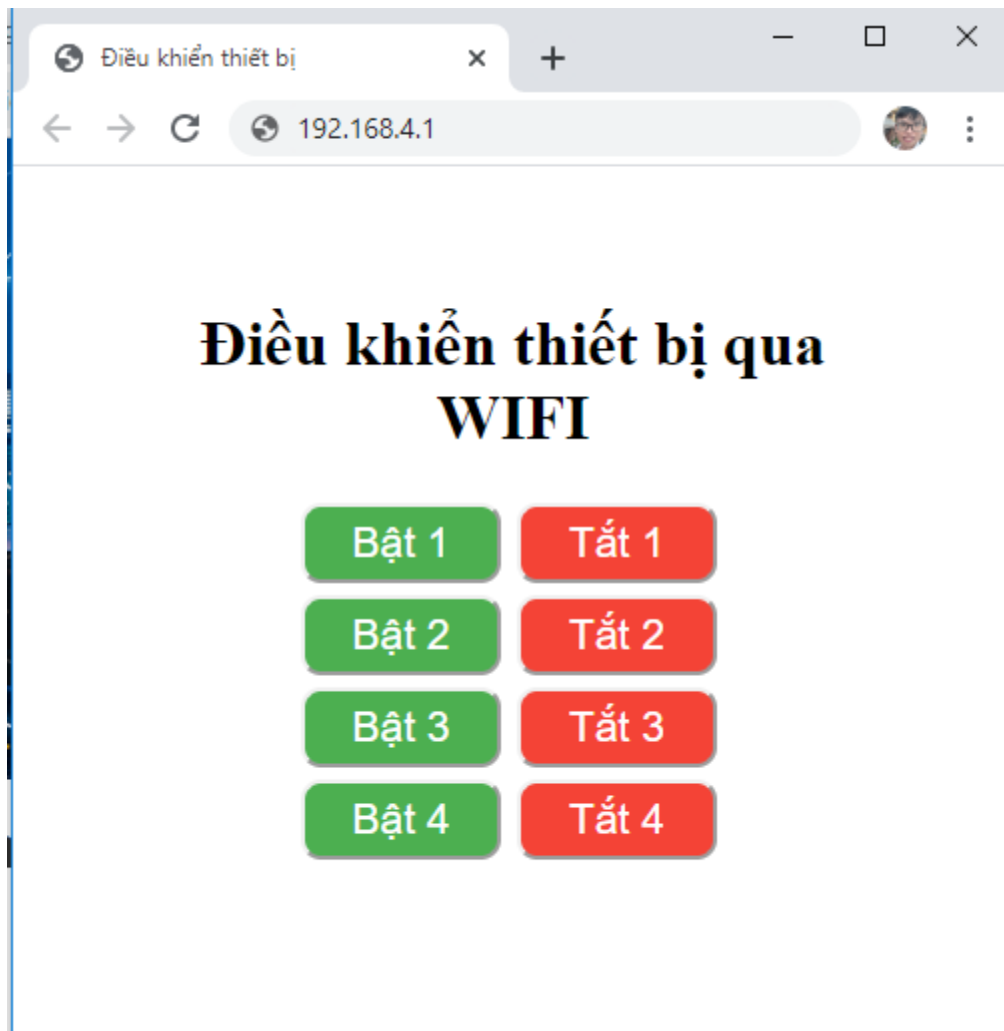 Điều khiển thiết bị
192.168.4.1
Điều khiển thiết bị qua
WIFI
Bật 1 Tắt 1
Bật 2 Tắt 2
Bật 3 Tắt 3
Bật 4 Tắt 4